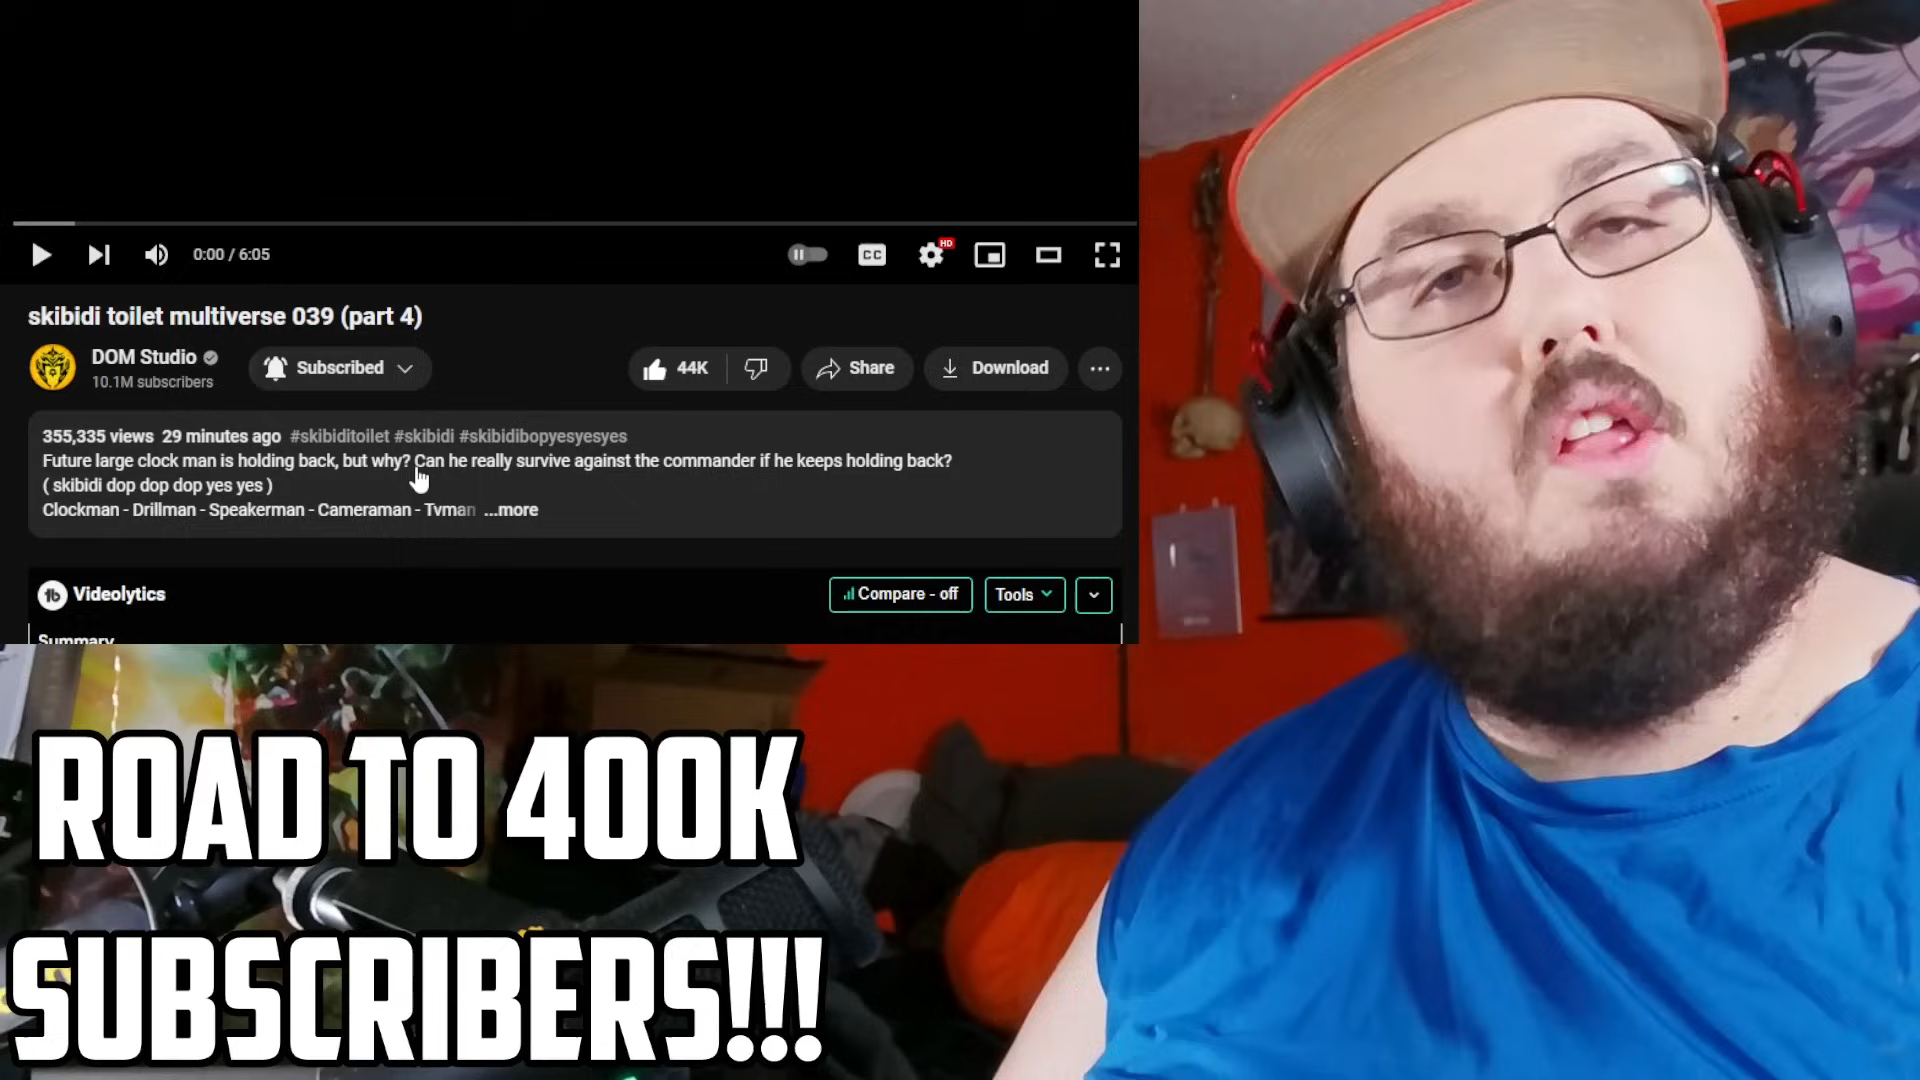 0:00 / 6:05
CC
HD
skibidi toilet multiverse 039 (part 4)
DOM Studio
10.1M subscribers
Subscribed
44K
Share
Download
355,335 views 29 minutes ago #skibiditoilet #skibidi #skibidibopyesyesyes
Future large clock man is holding back, but why? Can he really survive against the commander if he keeps holding back?
( skibidi dop dop dop yes yes )
Clockman - Drillman - Speakerman - Cameraman - Tvman ...more
tb Videolytics
Compare - off
Tools
Summary
ROAD TO 400K
SUBSCRIBERS!!!